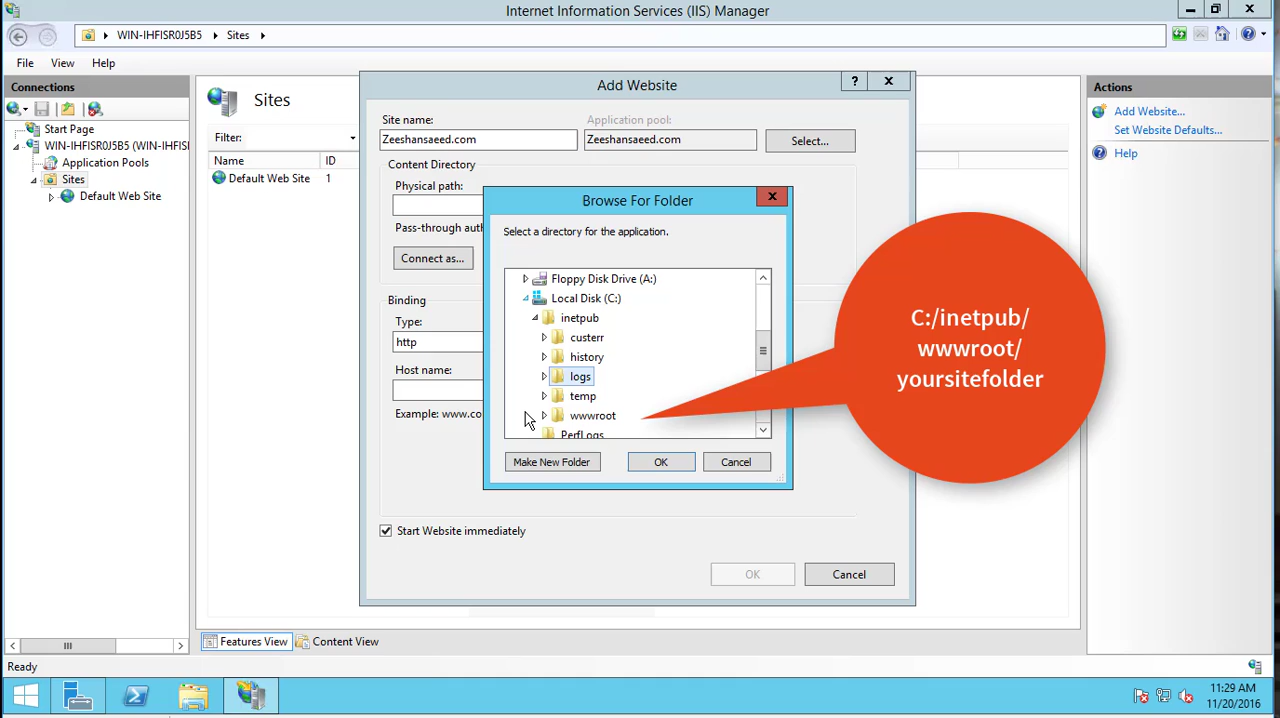 Internet Information Services (IIS) Manager
WIN-IHFISR0J5B5
Sites
File View Help
Connections
Start Page
WIN-IHFISR0J5B5 (WIN-IHFIS
Application Pools
Sites
Default Web Site
Sites
Filter:
Name ID
Default Web Site 1
Add Website
?
Site name:
Application pool:
Zeeshansaeed.com
Zeeshansaeed.com
Select...
Content Directory
Physical path:
Pass-through auth
Connect as...
Binding
Type:
http
Host name:
Example: www.co
Start Website immediately
OK
Cancel
Browse For Folder
Select a directory for the application.
Floppy Disk Drive (A:)
Local Disk (C:)
inetpub
custerr
history
logs
temp
wwwroot
PerfLogs
Make New Folder
OK
Cancel
C:/inetpub/
wwwroot/
yoursitefolder
Actions
Add Website...
Set Website Defaults...
Help
Features View
Content View
Ready
11:29 AM
11/20/2016